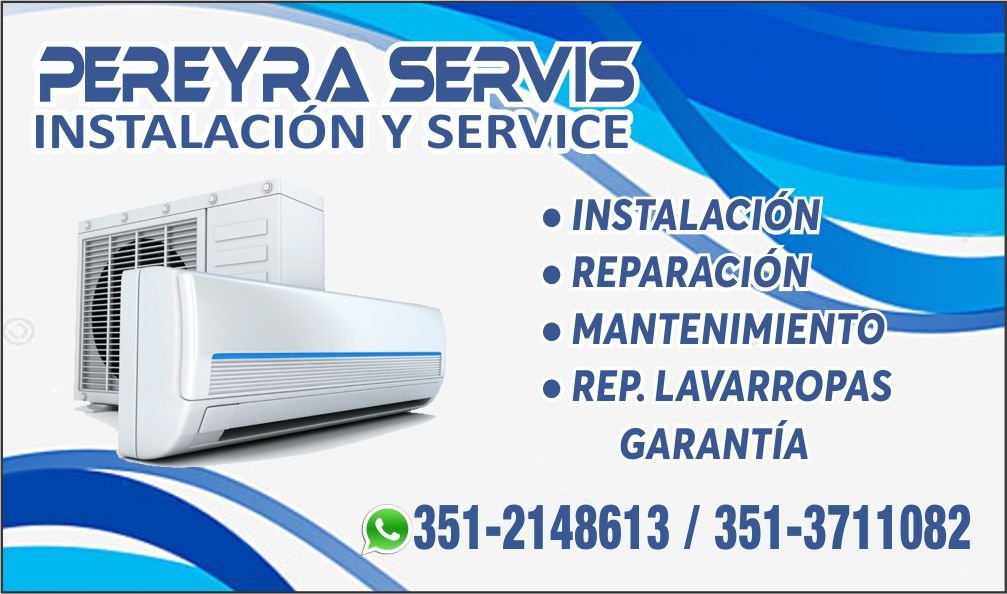 PEREYRA SERVIS
INSTALACIÓN Y SERVICE
• INSTALACIÓN
• REPARACIÓN
• MANTENIMIENTO
• REP. LAVARROPAS
GARANTÍA
351-2148613 / 351-3711082